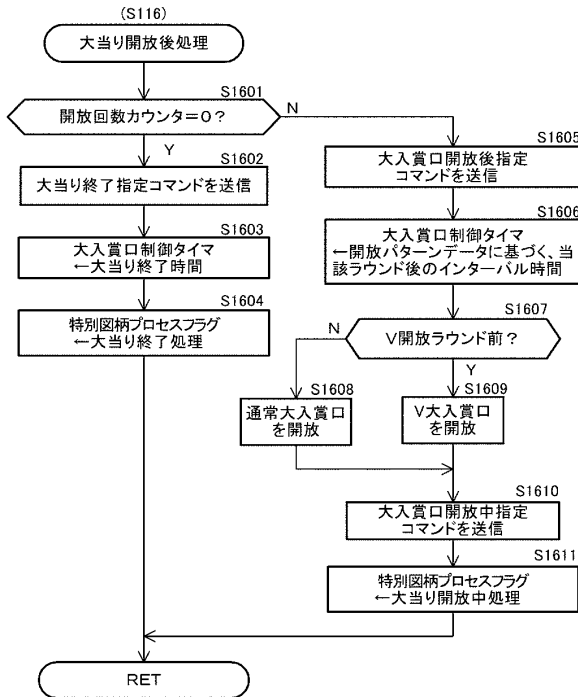 (S116)
大当り開放後処理
S1601
開放回数カウンタ=0?
N
Y
S1602
大当り終了指定コマンドを送信
S1603
大入賞口制御タイマ
←大当り終了時間
S1604
特別図柄プロセスフラグ
←大当り終了処理
S1605
大入賞口開放後指定
コマンドを送信
S1606
大入賞口制御タイマ
←開放パターンデータに基づく、当
該ラウンド後のインターバル時間
S1607
V開放ラウンド前?
N
Y
S1608
通常大入賞口
を開放
S1609
V大入賞口
を開放
S1610
大入賞口開放中指定
コマンドを送信
S1611
特別図柄プロセスフラグ
←大当り開放中処理
RET